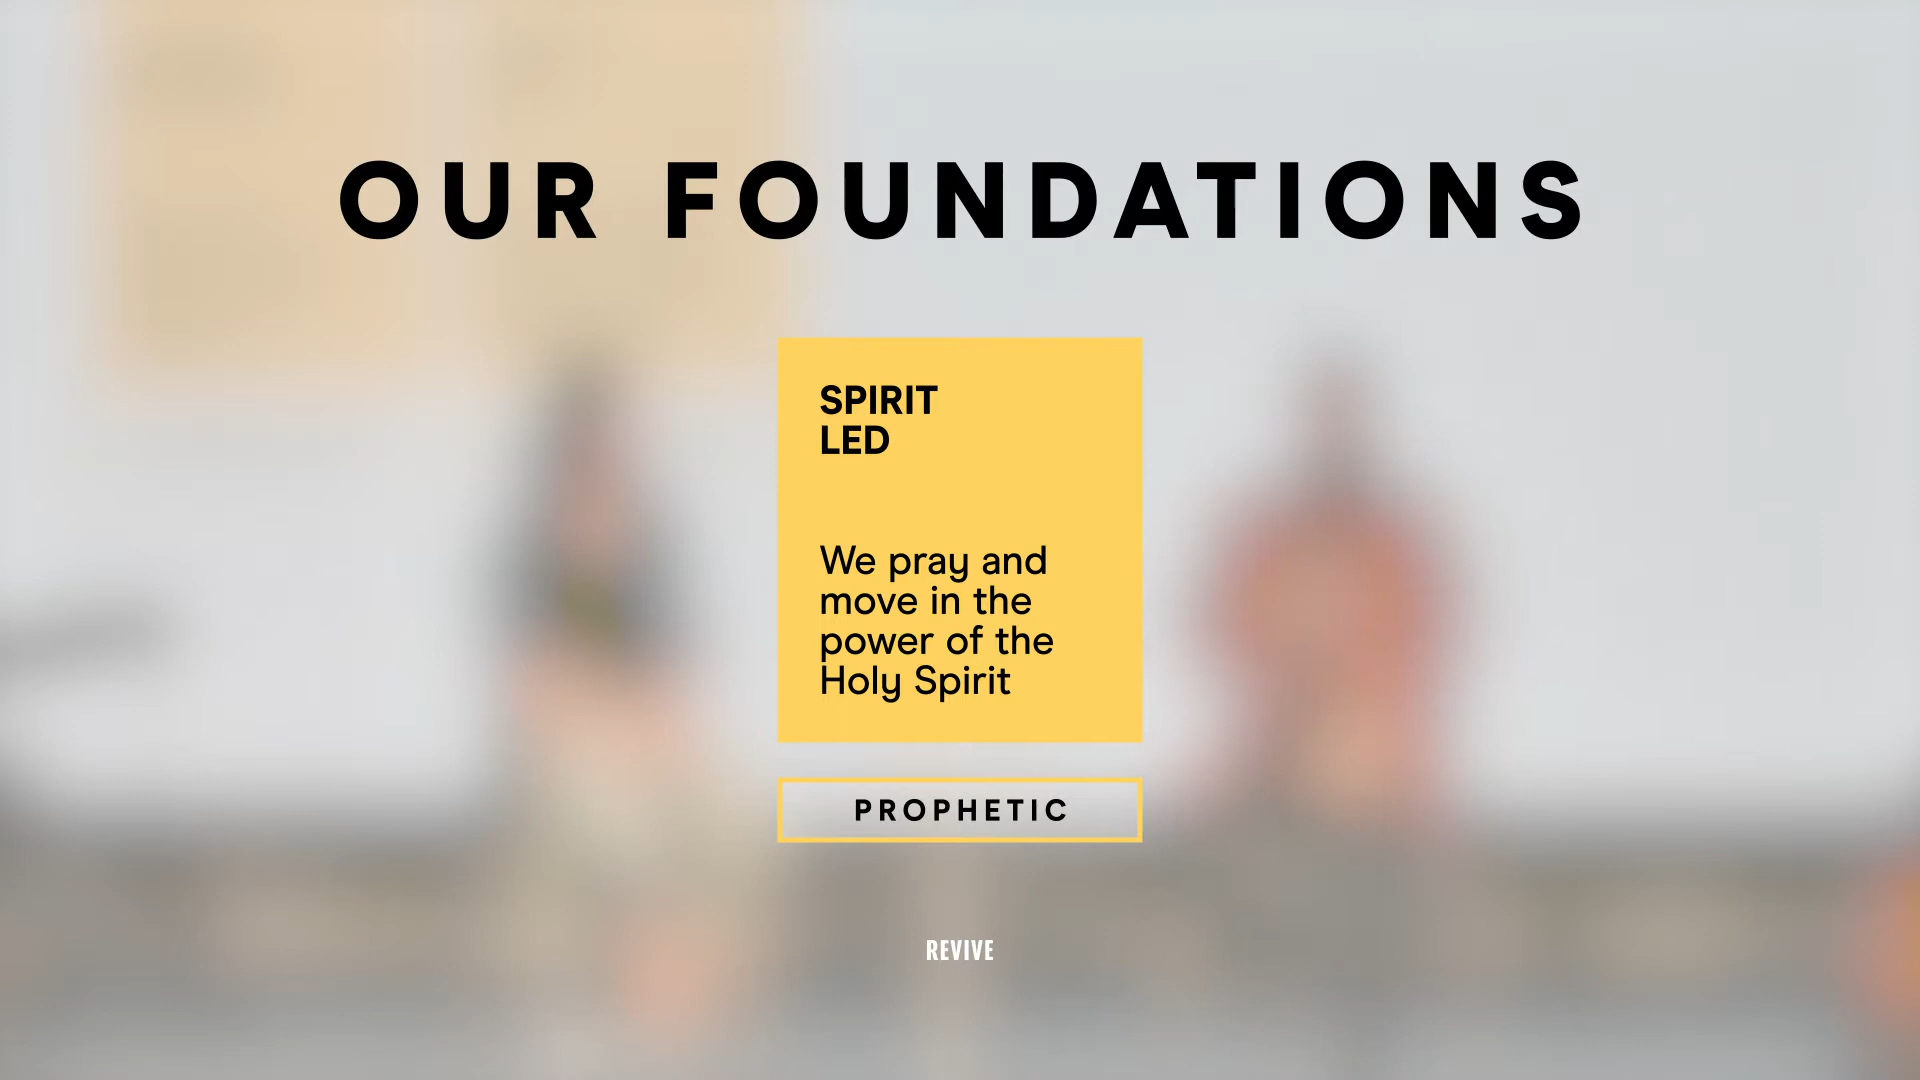 OUR FOUNDATIONS
SPIRIT
LED
We pray and
move in the
power of the
Holy Spirit
PROPHETIC
REVIVE